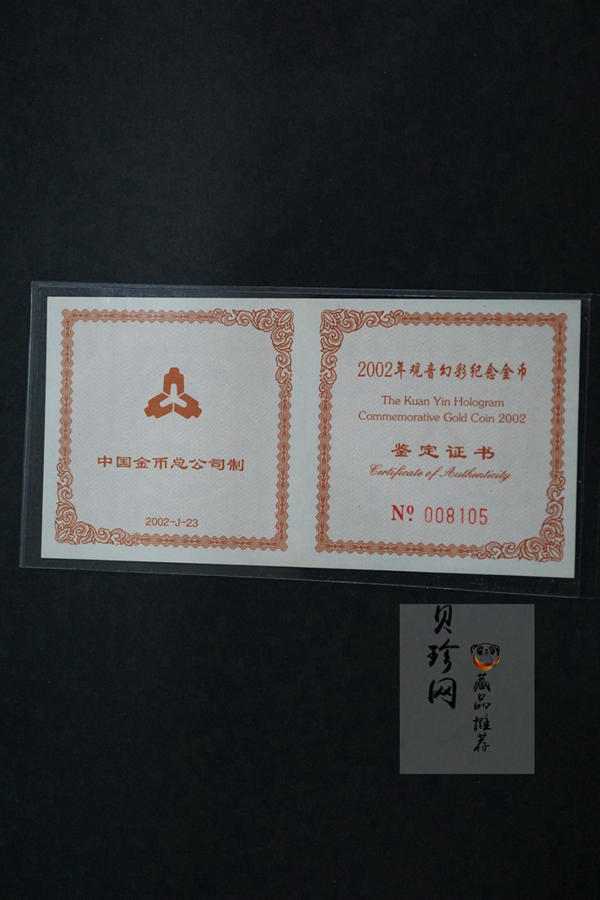 中国金币总公司制
2002-J-23
2002年观音幻彩纪念金币
The Kuan Yin Hologram
Commemorative Gold Coin 2002
鉴定证书
Certificate of Authenticity
Nº 008105
贝珍网
藏品推荐